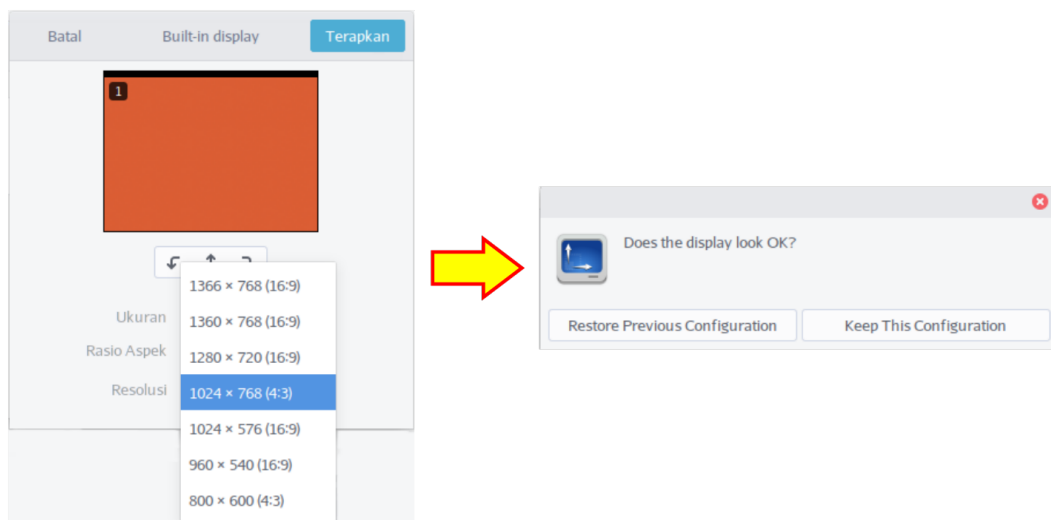 Batal
Built-in display
Terapkan
1
1366 × 768 (16:9)
Ukuran
1360 × 768 (16:9)
Rasio Aspek
1280 × 720 (16:9)
Resolusi
1024 × 768 (4:3)
1024 × 576 (16:9)
960 × 540 (16:9)
800 × 600 (4:3)
Does the display look OK?
Restore Previous Configuration
Keep This Configuration